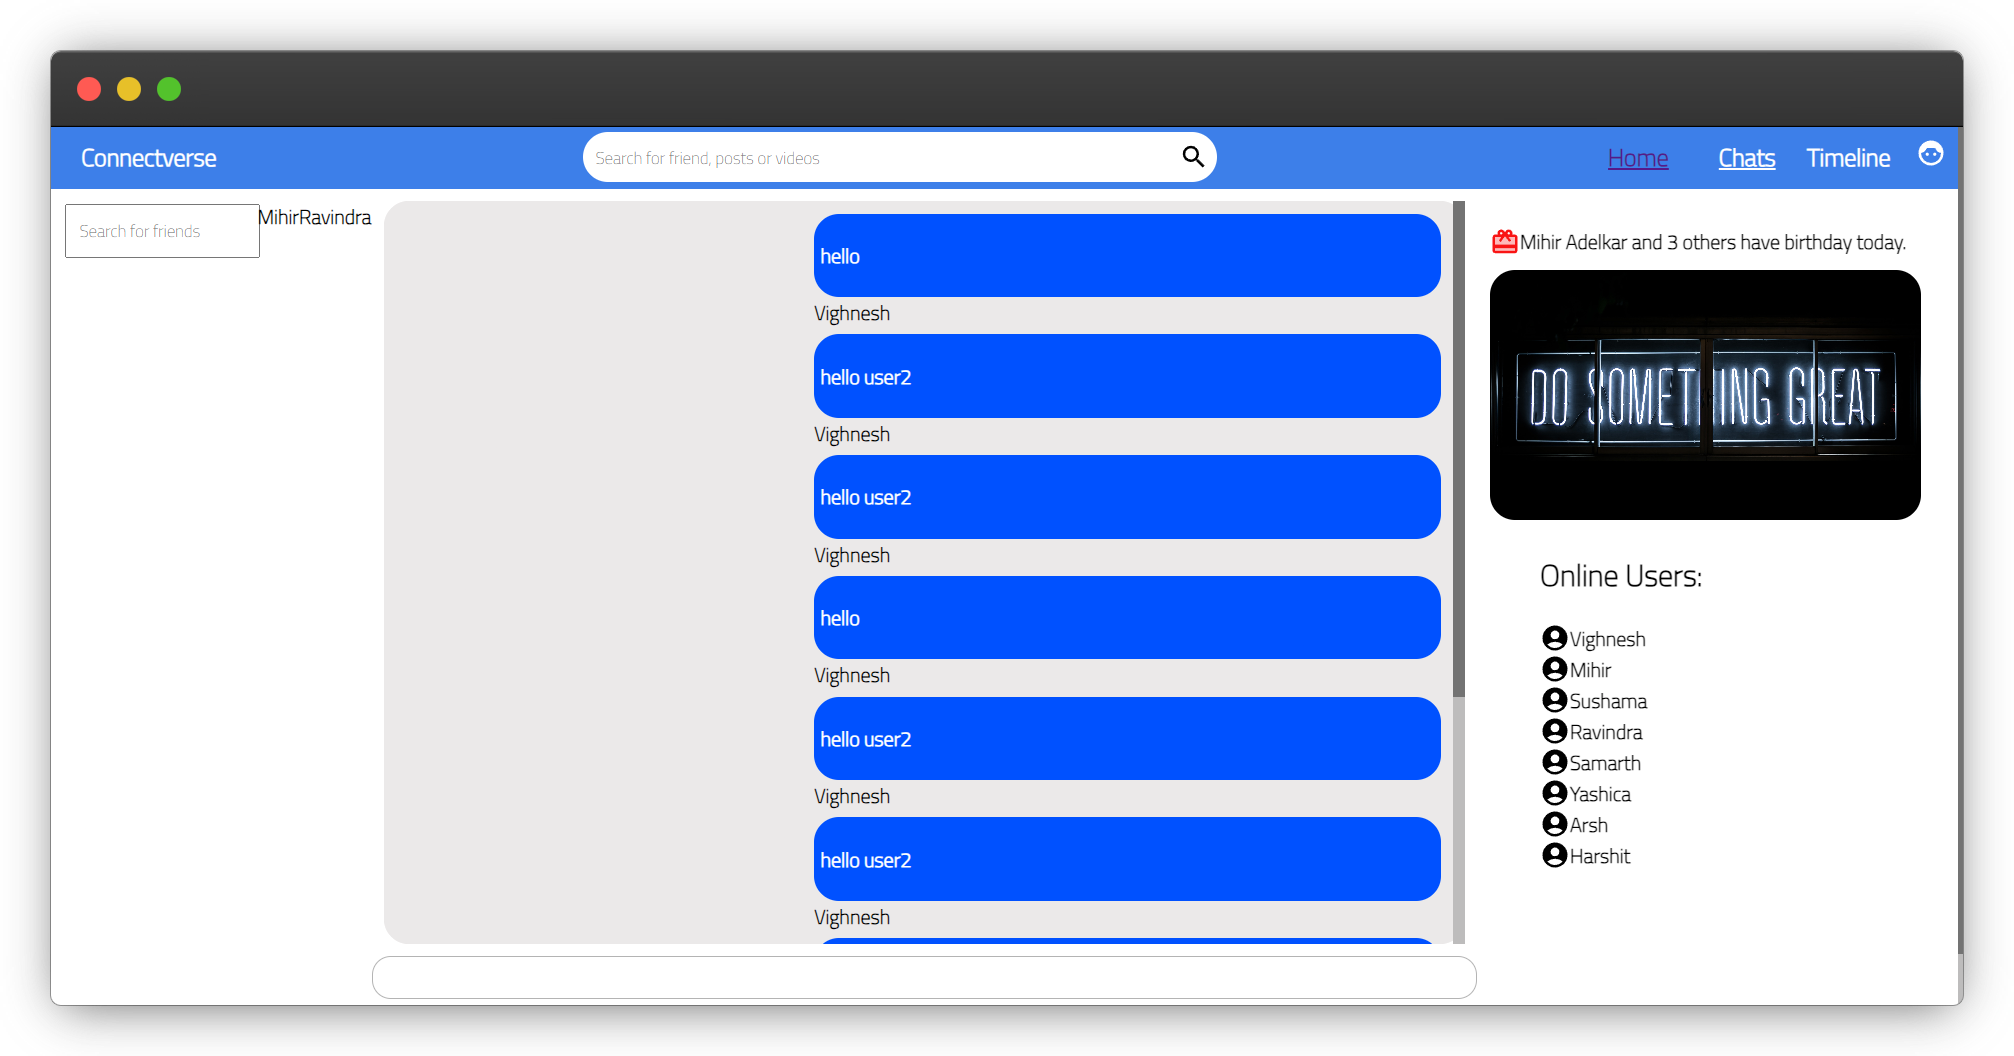 Connectverse
Search for friend, posts or videos
Home
Chats
Timeline
Search for friends
MihirRavindra
hello
Vighnesh
hello user2
Vighnesh
hello user2
Vighnesh
hello
Vighnesh
hello user2
Vighnesh
hello user2
Vighnesh
Mihir Adelkar and 3 others have birthday today.
DO SOMETHING GREAT
Online Users:
Vighnesh
Mihir
Sushama
Ravindra
Samarth
Yashica
Arsh
Harshit